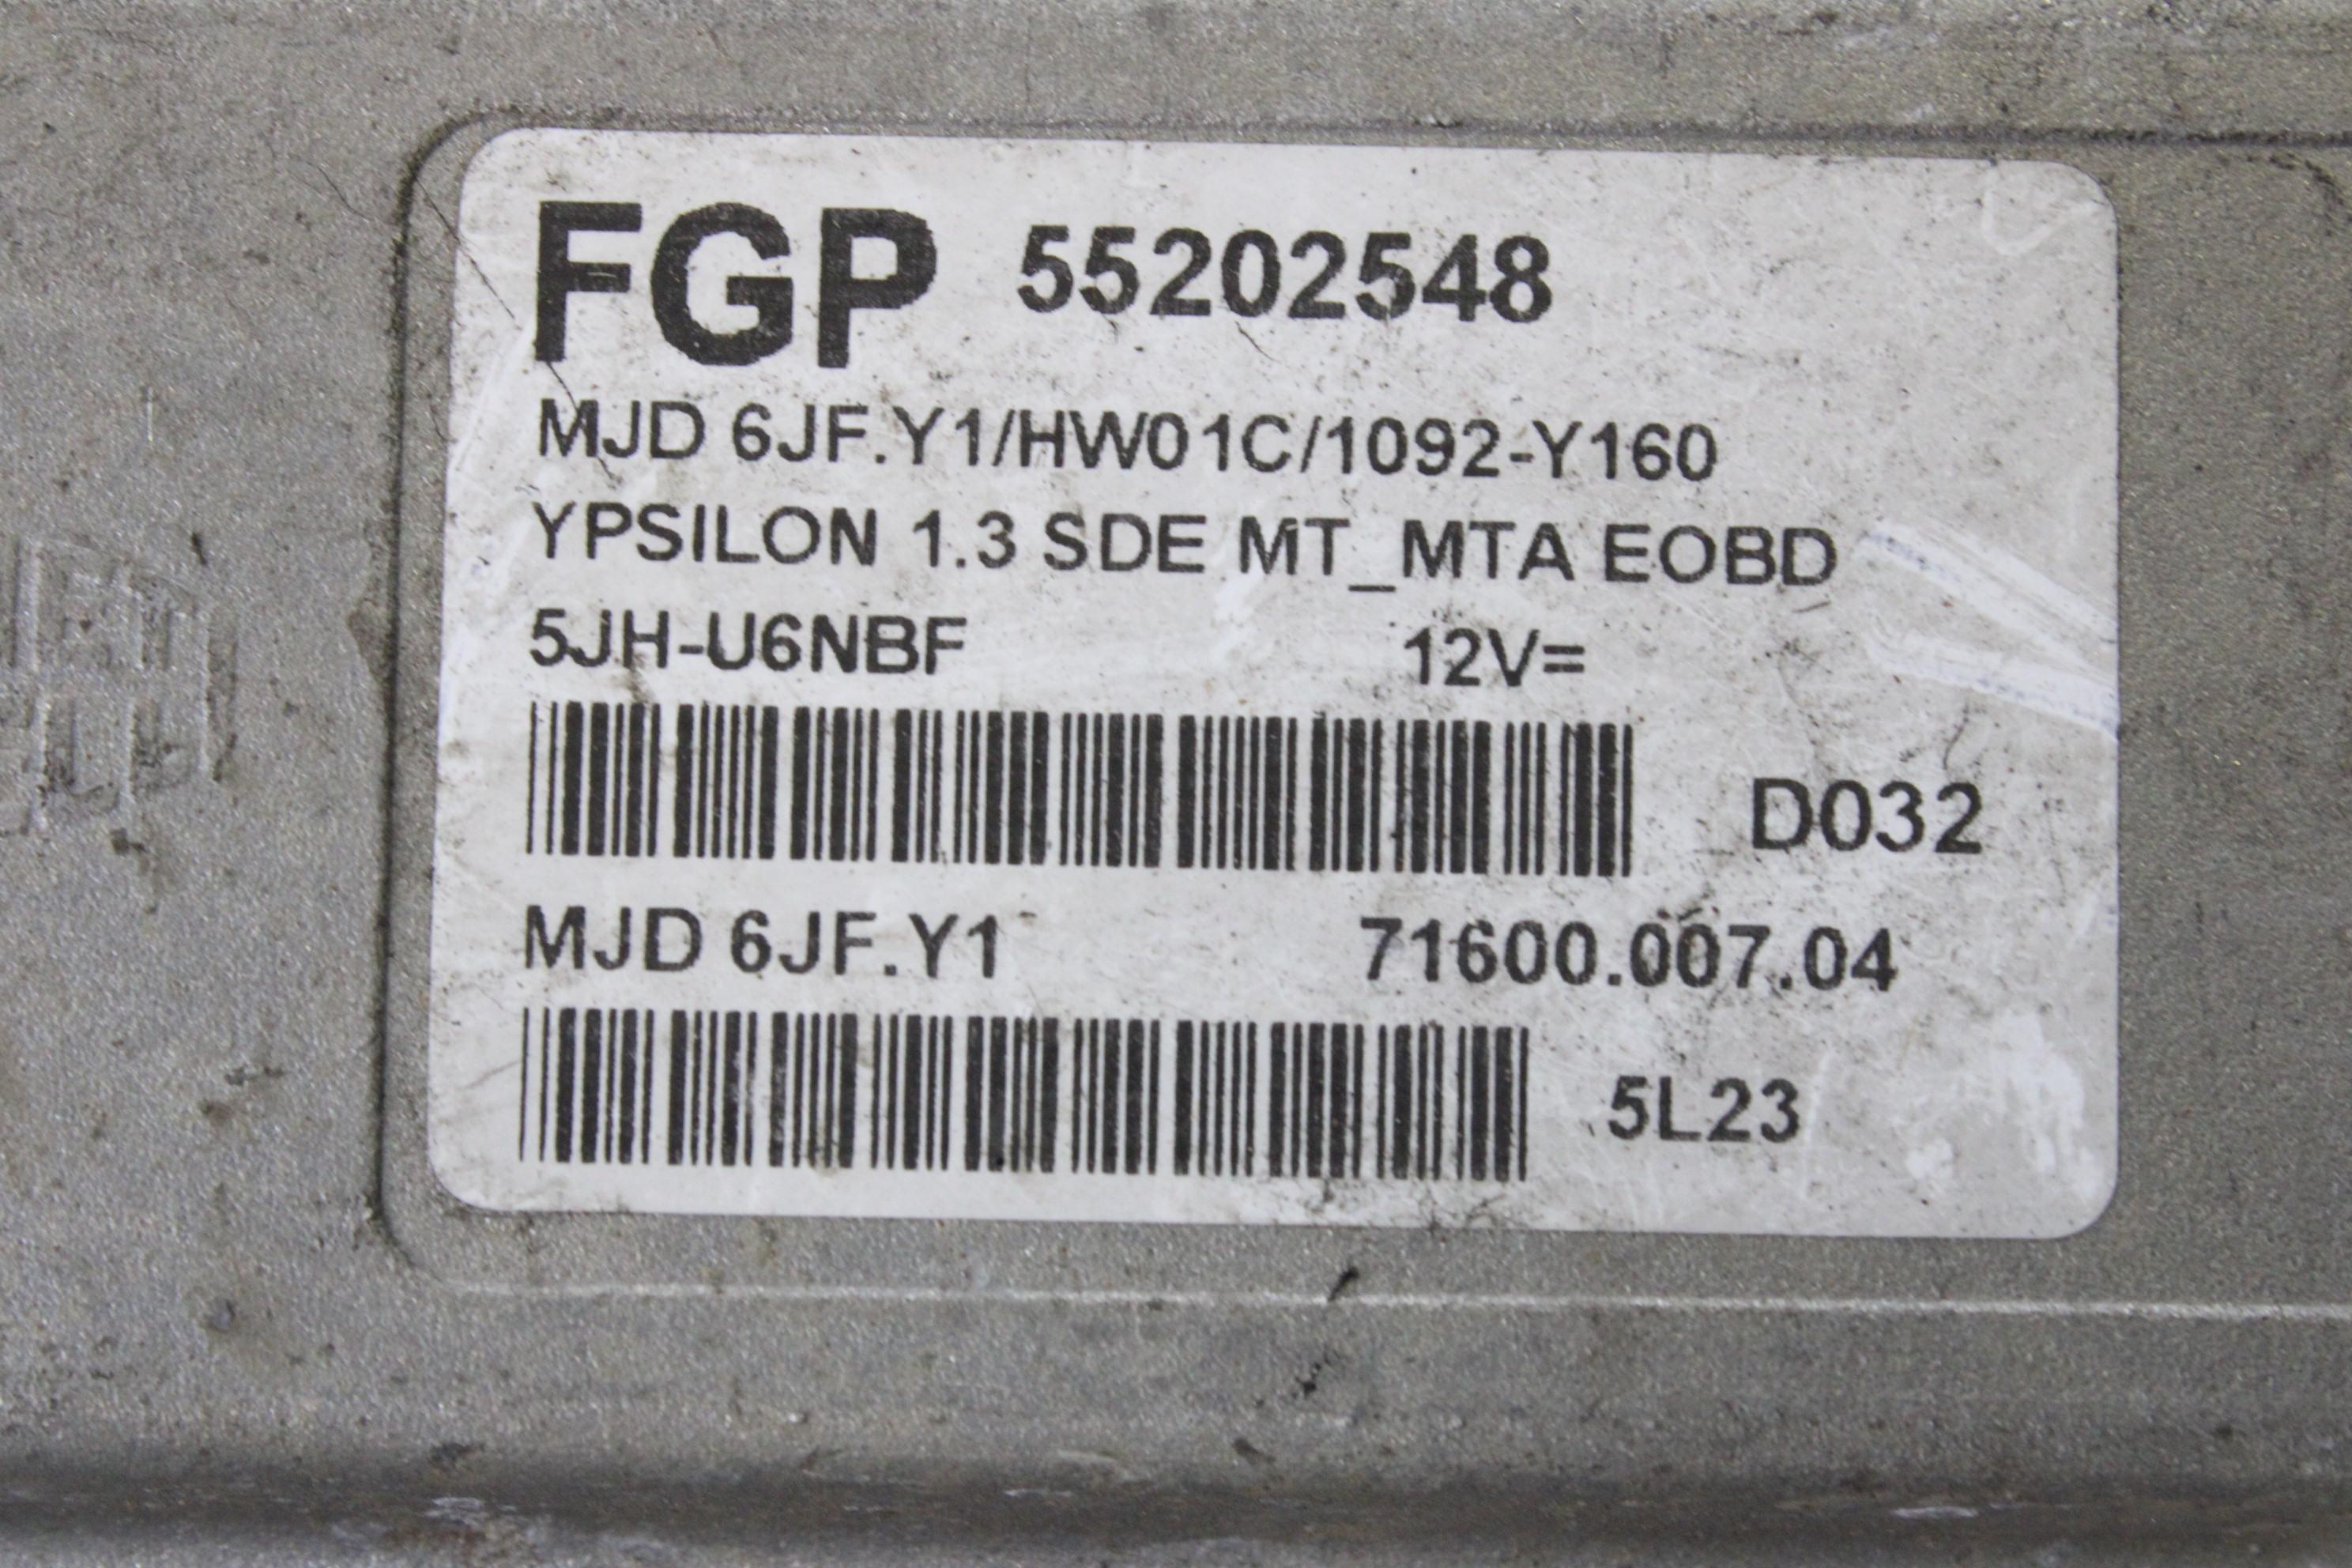 FGP 55202548
MJD 6JF.Y1/HW01C/1092-Y160
YPSILON 1.3 SDE MT_MTA EOBD
5JH-U6NBF 12V=
D032
MJD 6JF.Y1 71600.007.04
5L23